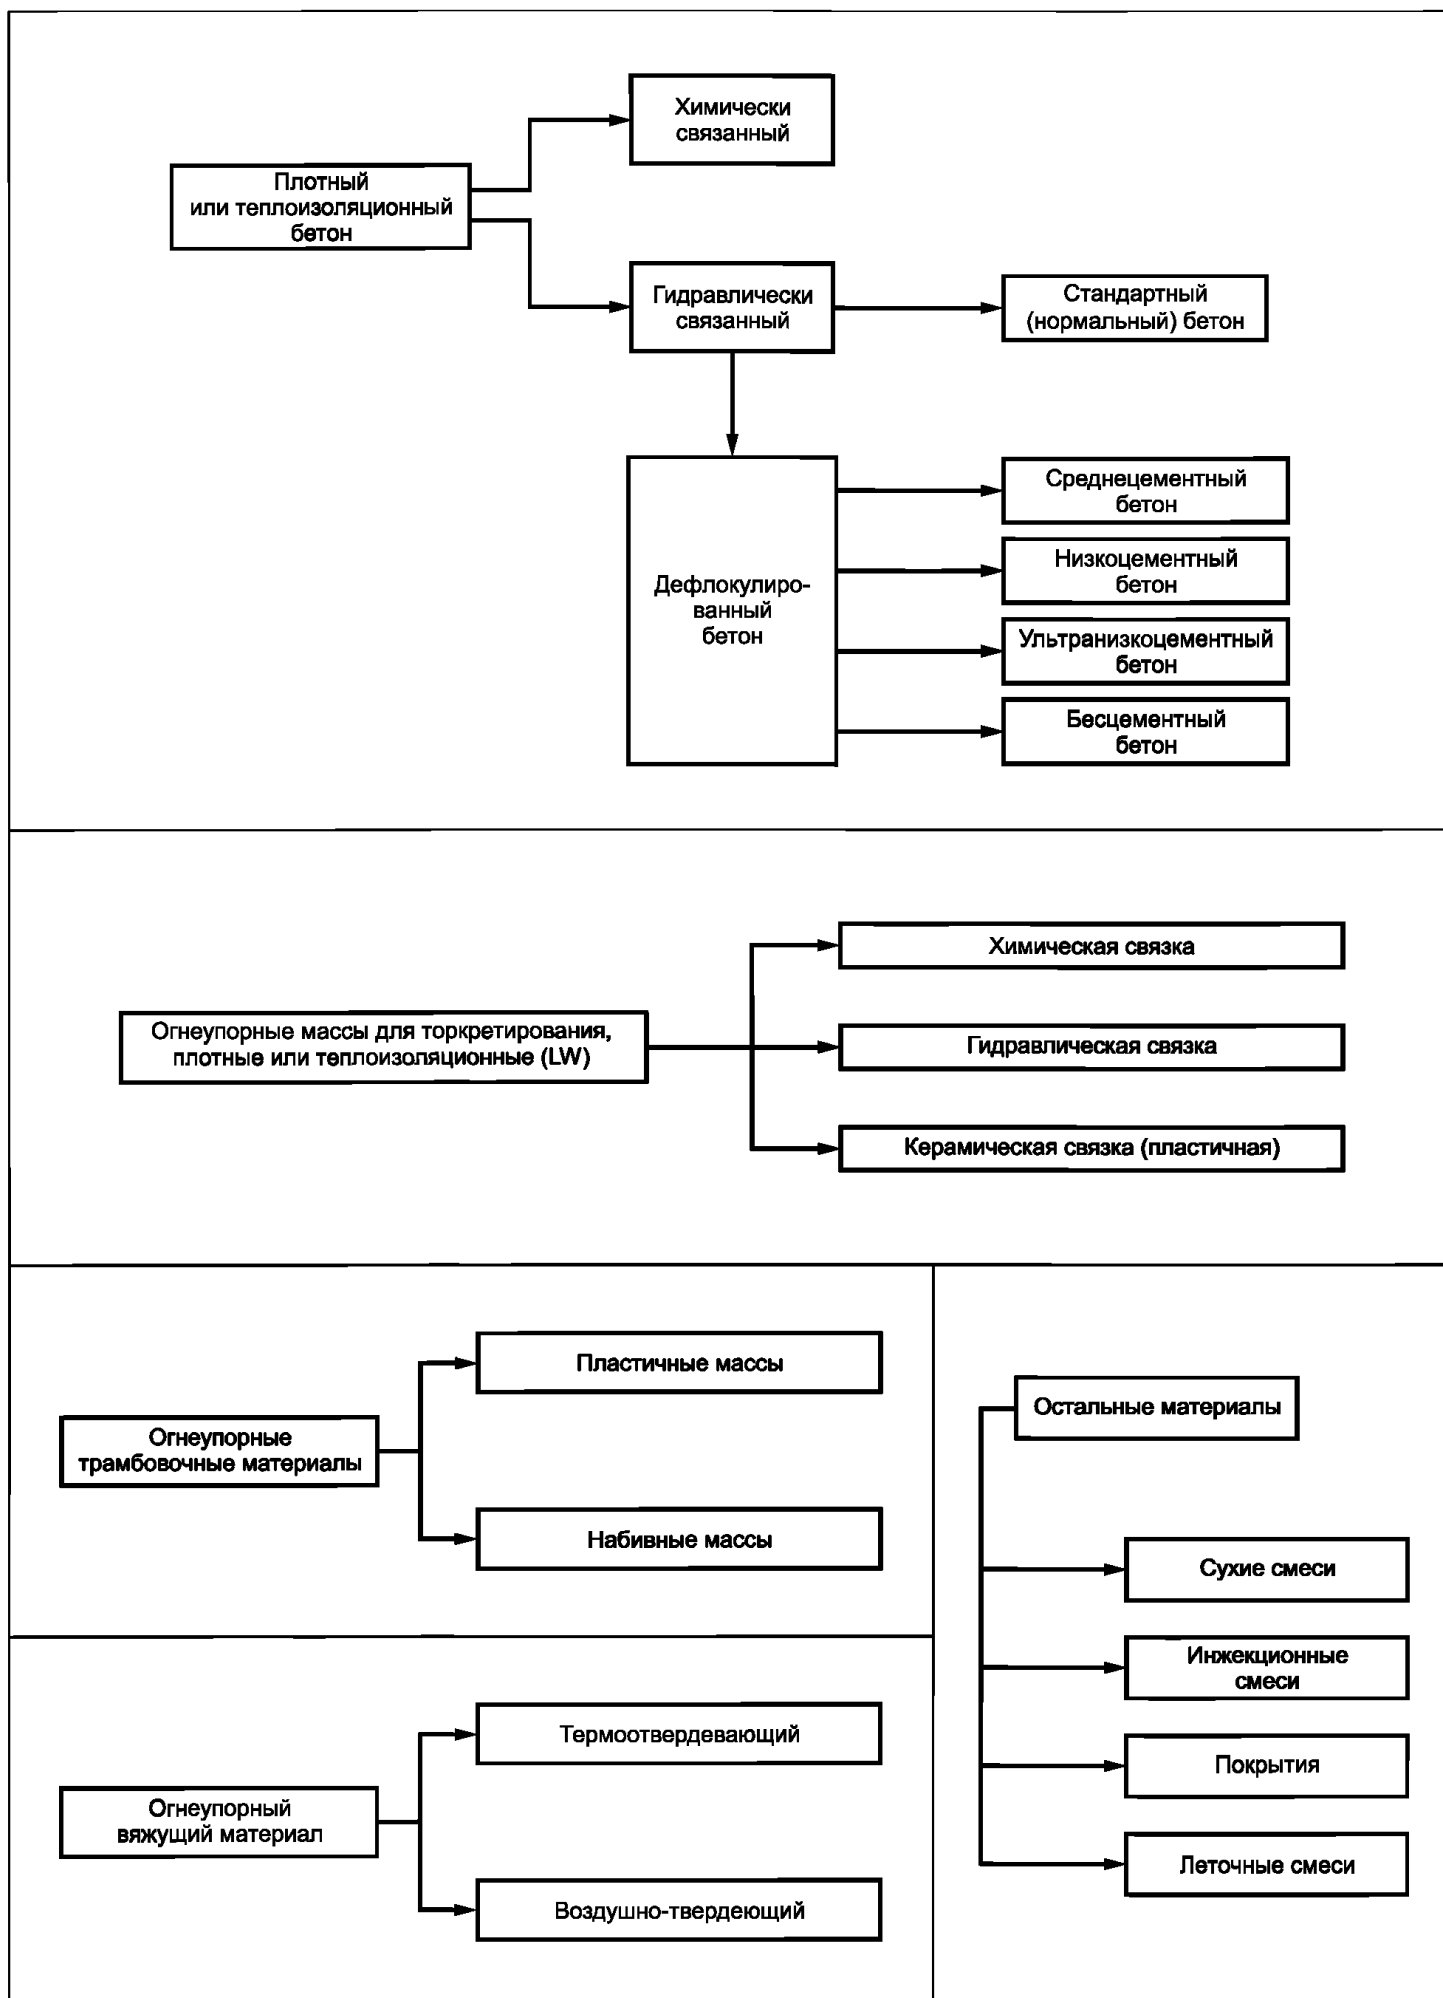 Химически
связанный
Плотный
или теплоизоляционный
бетон
Гидравлически
связанный
Стандартный
(нормальный) бетон
Дефлокулиро-
ванный
бетон
Среднецементный
бетон
Низкоцементный
бетон
Ультранизкоцементный
бетон
Бесцементный
бетон
Огнеупорные массы для торкретирования,
плотные или теплоизоляционные (LW)
Химическая связка
Гидравлическая связка
Керамическая связка (пластичная)
Огнеупорные
трамбовочные материалы
Пластичные массы
Набивные массы
Огнеупорный
вяжущий материал
Термоотвердевающий
Воздушно-твердеющий
Остальные материалы
Сухие смеси
Инжекционные
смеси
Покрытия
Леточные смеси